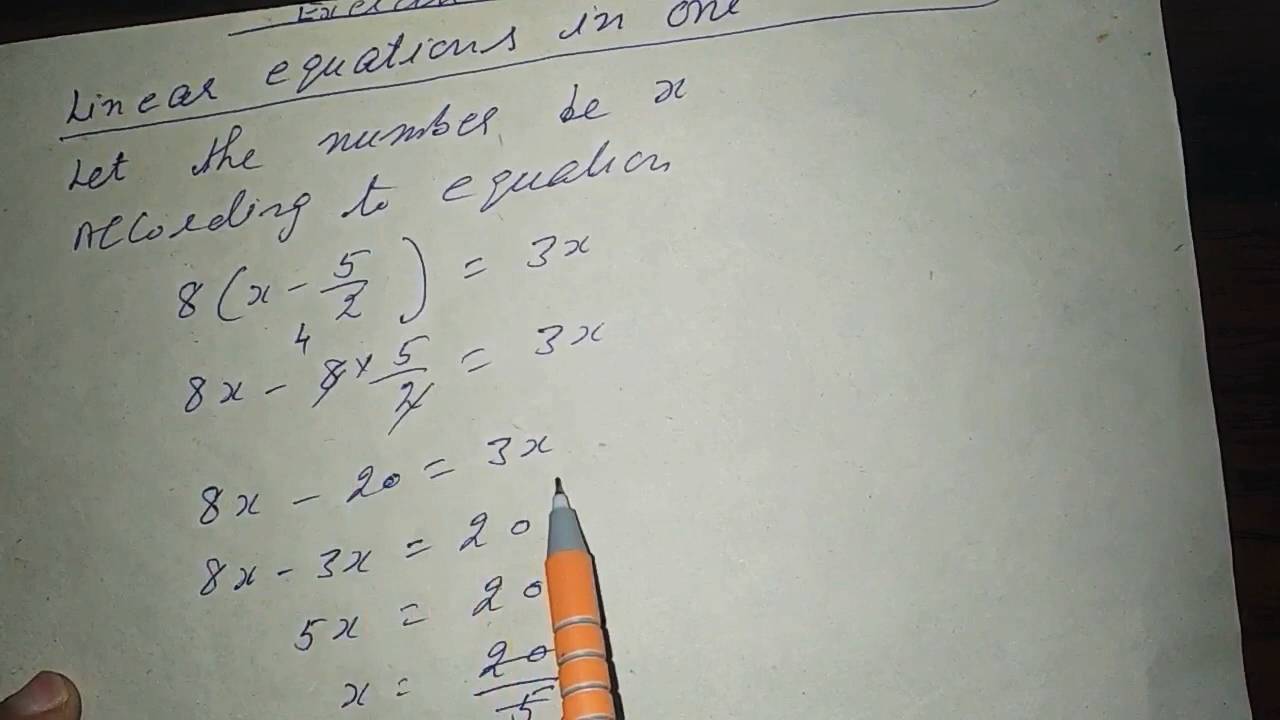 Linear equations in one
Let the number be x
According to equation
8(x - 5/2) = 3x
4
8x - 8 × 5/2 = 3x
8x - 20 = 3x
8x - 3x = 20
5x = 20
x = 20/5